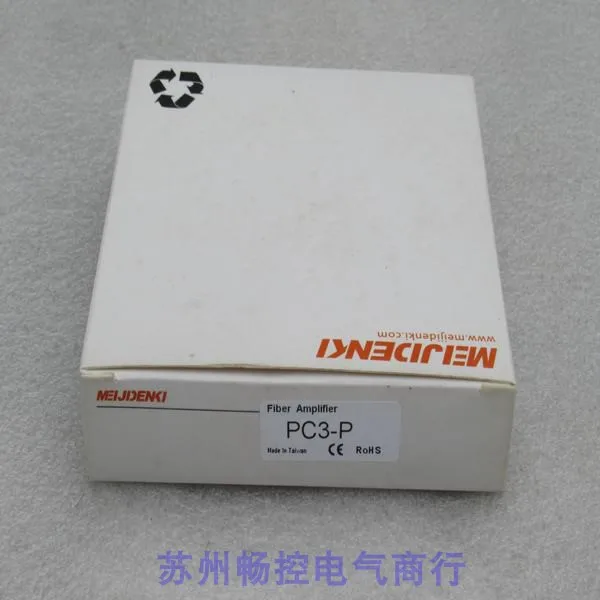 www.meijidenki.com
MEIJIDENKI
MEIJIDENKI
Fiber Amplifier
PC3-P
Made In Taiwan CE RoHS
苏州畅控电气商行